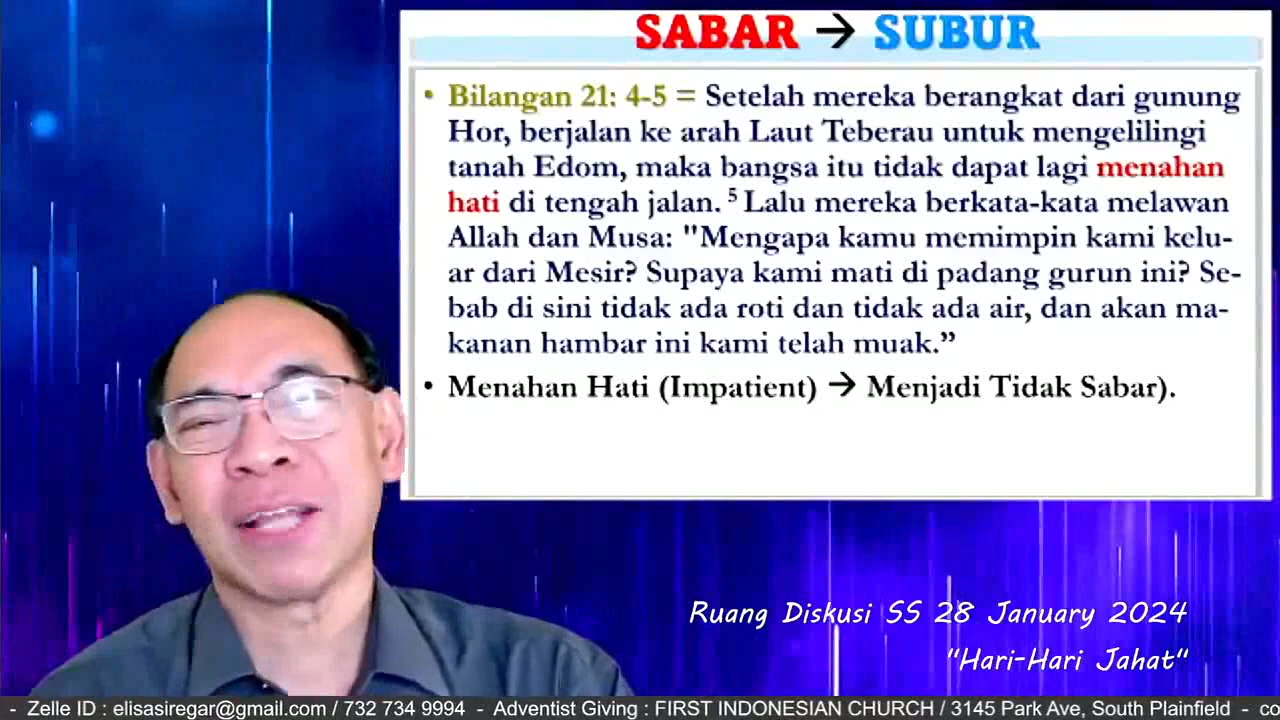 SABAR → SUBUR
• Bilangan 21: 4-5 = Setelah mereka berangkat dari gunung
Hor, berjalan ke arah Laut Teberau untuk mengelilingi
tanah Edom, maka bangsa itu tidak dapat lagi menahan
hati di tengah jalan. ⁵ Lalu mereka berkata-kata melawan
Allah dan Musa: "Mengapa kamu memimpin kami kelu-
ar dari Mesir? Supaya kami mati di padang gurun ini? Se-
bab di sini tidak ada roti dan tidak ada air, dan akan ma-
kanan hambar ini kami telah muak.”
• Menahan Hati (Impatient) → Menjadi Tidak Sabar).
Ruang Diskusi SS 28 January 2024
"Hari-Hari Jahat"
- Zelle ID : elisasiregar@gmail.com / 732 734 9994 - Adventist Giving : FIRST INDONESIAN CHURCH / 3145 Park Ave, South Plainfield - co